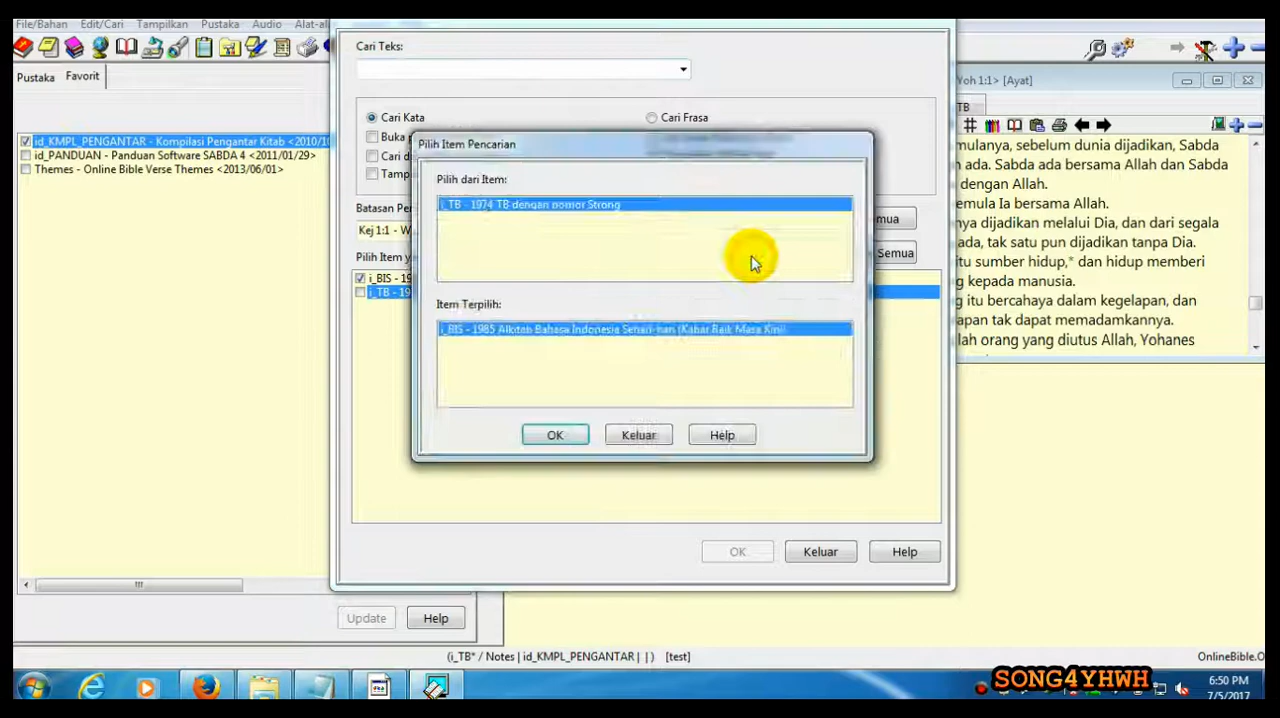 File/Bahan Edit/Cari Tampilkan Pustaka Audio
Pustaka Favorit
id_KMPL_PENGANTAR - Kompilasi Pengantar Kitab <2010/10
id_PANDUAN - Panduan Software SABDA 4 <2011/01/29>
Themes - Online Bible Verse Themes <2013/06/01>
Update Help
Cari Teks:
Cari Kata Cari Frasa
Buka
Cari
Kej 1:1 -
Semua
i_BIS -
i_TB -
OK Keluar Help
Pilih Item Pencarian
Pilih dari Item:
i_TB - 1974 TB dengan nomor Strong
Item Terpilih:
i_BIS - 1985 Alkitab Bahasa Indonesia Sehari-hari (Kabar Baik Masa Kini)
OK Keluar Help
Yoh 1:1> [Ayat]
TB
mulanya, sebelum dunia dijadikan, Sabda
ada. Sabda ada bersama Allah dan Sabda
dengan Allah.
emula Ia bersama Allah.
nya dijadikan melalui Dia, dan dari segala
ada, tak satu pun dijadikan tanpa Dia.
itu sumber hidup,* dan hidup memberi
g kepada manusia.
g itu bercahaya dalam kegelapan, dan
apan tak dapat memadamkannya.
lah orang yang diutus Allah, Yohanes
(i_TB* / Notes | id_KMPL_PENGANTAR | | ) [test] OnlineBible.O
SONG4YHWH
6:50 PM
7/5/2017